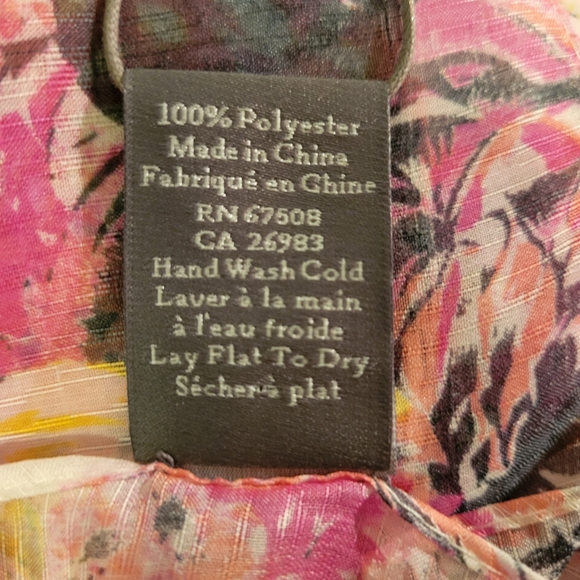 100% Polyester
Made in China
Fabriqué en Chine
RN 67508
CA 26983
Hand Wash Cold
Laver à la main
à l'eau froide
Lay Flat To Dry
Sécher à plat